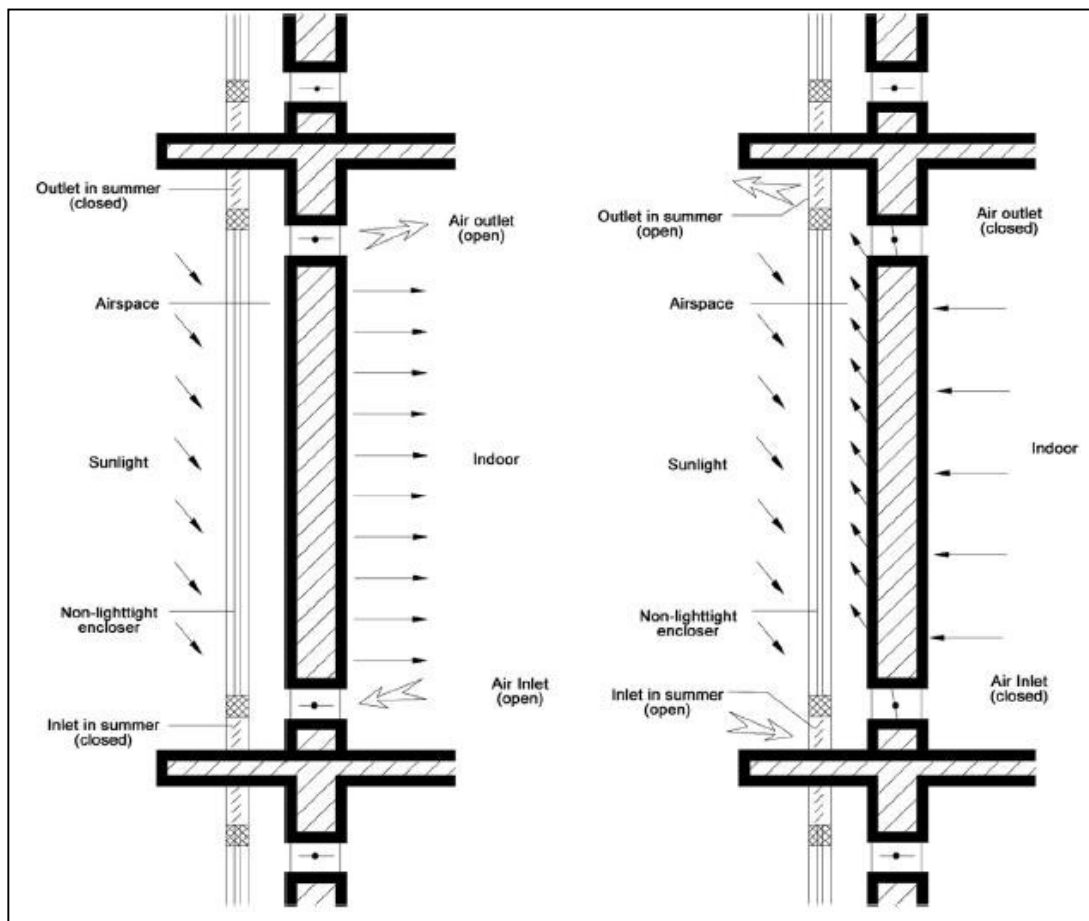 Outlet in summer
(closed)
Air outlet
(open)
Airspace
Sunlight
Indoor
Non-lighttight
encloser
Air Inlet
(open)
Inlet in summer
(closed)
Outlet in summer
(open)
Air outlet
(closed)
Airspace
Sunlight
Indoor
Non-lighttight
encloser
Air Inlet
(closed)
Inlet in summer
(open)